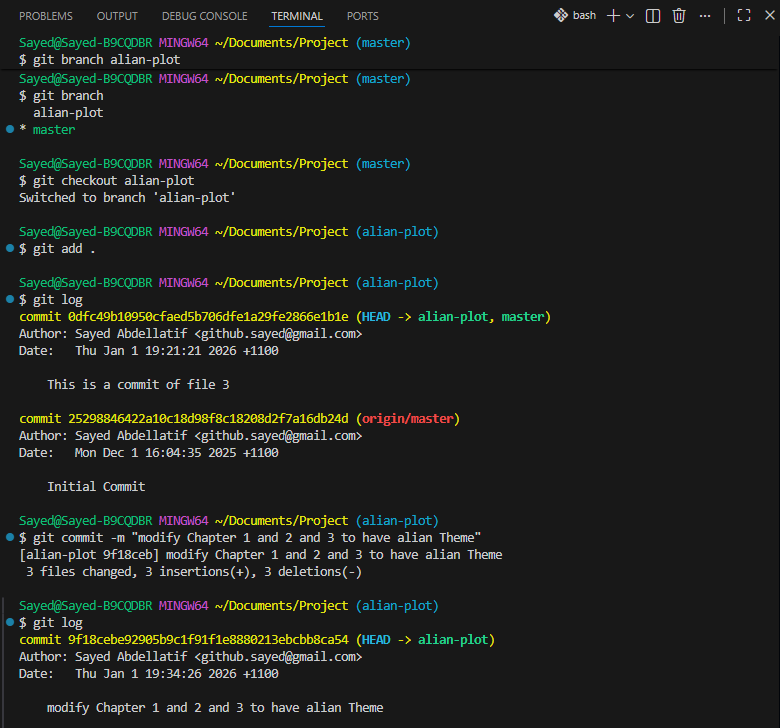 PROBLEMS OUTPUT DEBUG CONSOLE TERMINAL PORTS bash
Sayed@Sayed-B9CQDBR MINGW64 ~/Documents/Project (master)
$ git branch alian-plot
Sayed@Sayed-B9CQDBR MINGW64 ~/Documents/Project (master)
$ git branch
  alian-plot
* master
Sayed@Sayed-B9CQDBR MINGW64 ~/Documents/Project (master)
$ git checkout alian-plot
Switched to branch 'alian-plot'
Sayed@Sayed-B9CQDBR MINGW64 ~/Documents/Project (alian-plot)
$ git add .
Sayed@Sayed-B9CQDBR MINGW64 ~/Documents/Project (alian-plot)
$ git log
commit 0dfc49b10950cfaed5b706dfe1a29fe2866e1b1e (HEAD -> alian-plot, master)
Author: Sayed Abdellatif <github.sayed@gmail.com>
Date:   Thu Jan 1 19:21:21 2026 +1100
    This is a commit of file 3
commit 25298846422a10c18d98f8c18208d2f7a16db24d (origin/master)
Author: Sayed Abdellatif <github.sayed@gmail.com>
Date:   Mon Dec 1 16:04:35 2025 +1100
    Initial Commit
Sayed@Sayed-B9CQDBR MINGW64 ~/Documents/Project (alian-plot)
$ git commit -m "modify Chapter 1 and 2 and 3 to have alian Theme"
[alian-plot 9f18ceb] modify Chapter 1 and 2 and 3 to have alian Theme
 3 files changed, 3 insertions(+), 3 deletions(-)
Sayed@Sayed-B9CQDBR MINGW64 ~/Documents/Project (alian-plot)
$ git log
commit 9f18cebe92905b9c1f91f1e8880213ebcbb8ca54 (HEAD -> alian-plot)
Author: Sayed Abdellatif <github.sayed@gmail.com>
Date:   Thu Jan 1 19:34:26 2026 +1100
    modify Chapter 1 and 2 and 3 to have alian Theme